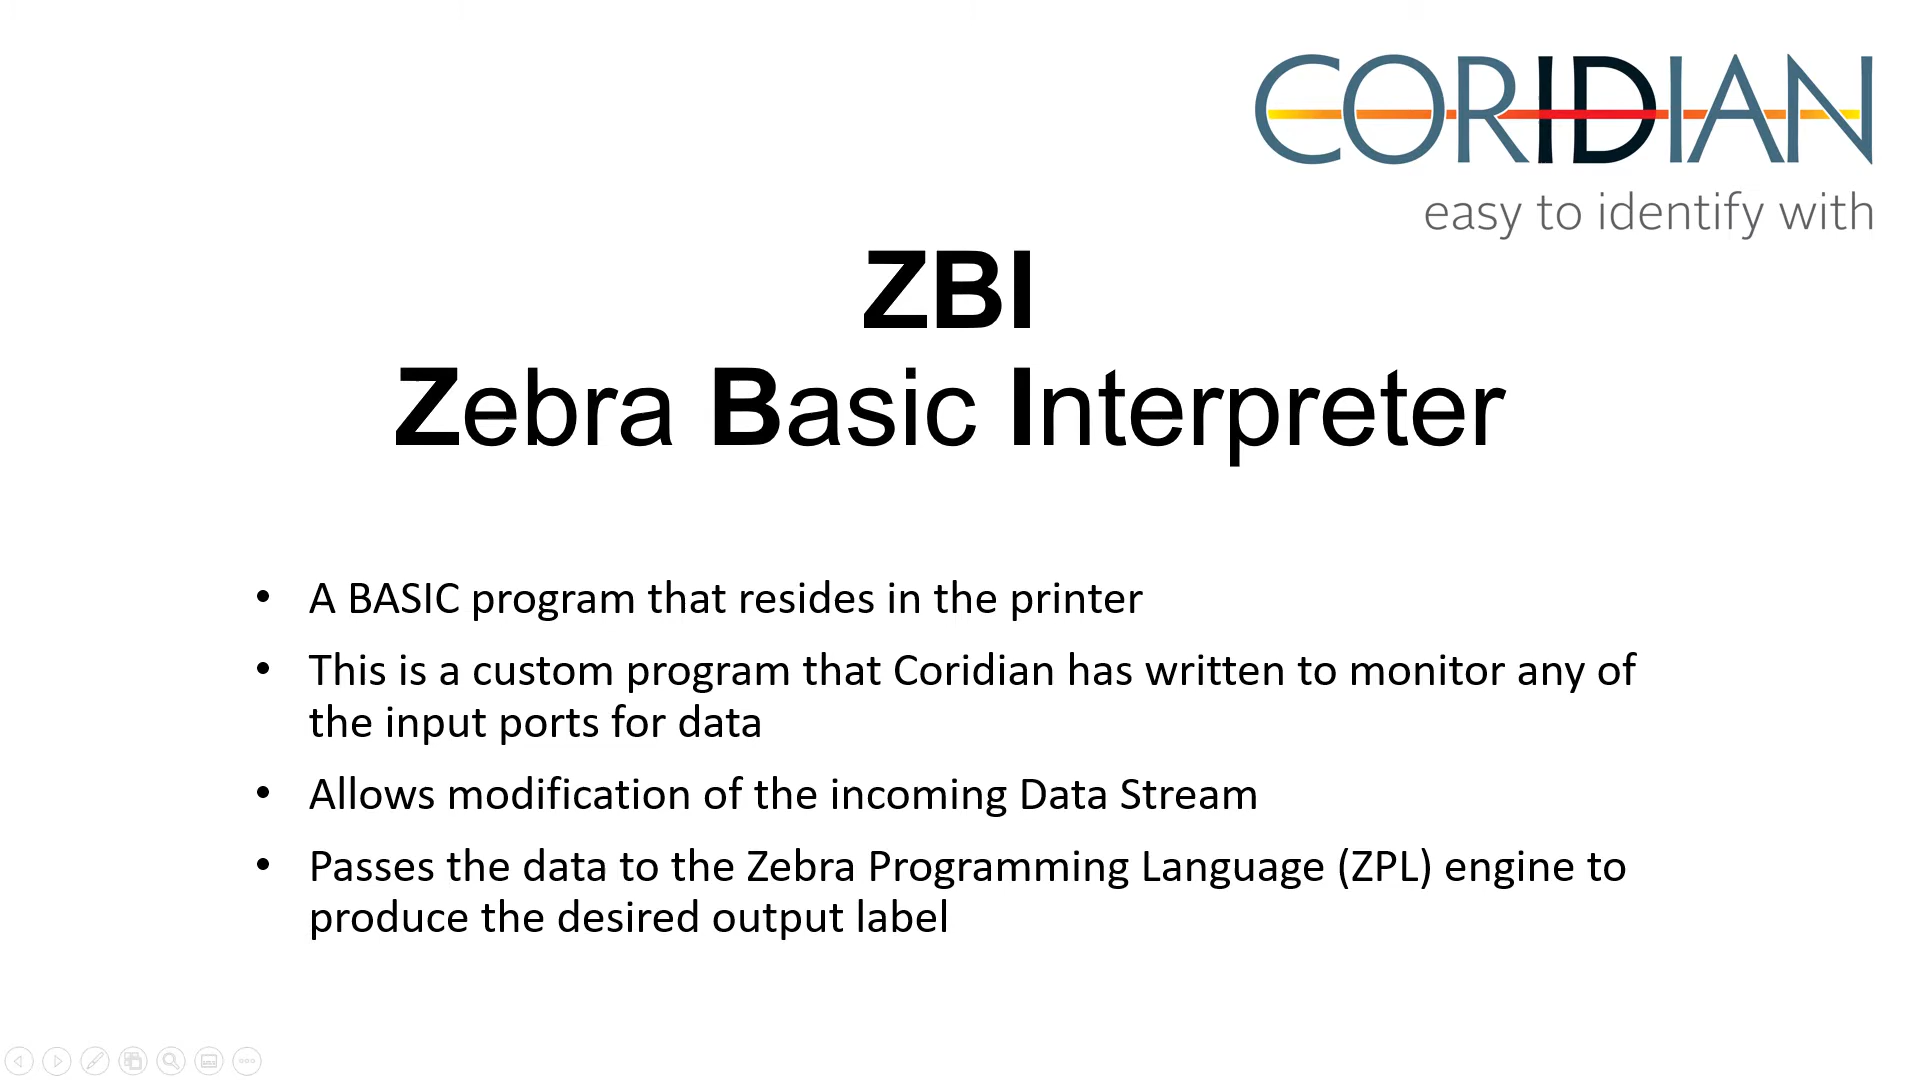 CORIDIAN
easy to identify with
ZBI
Zebra Basic Interpreter
• A BASIC program that resides in the printer
• This is a custom program that Coridian has written to monitor any of
the input ports for data
• Allows modification of the incoming Data Stream
• Passes the data to the Zebra Programming Language (ZPL) engine to
produce the desired output label